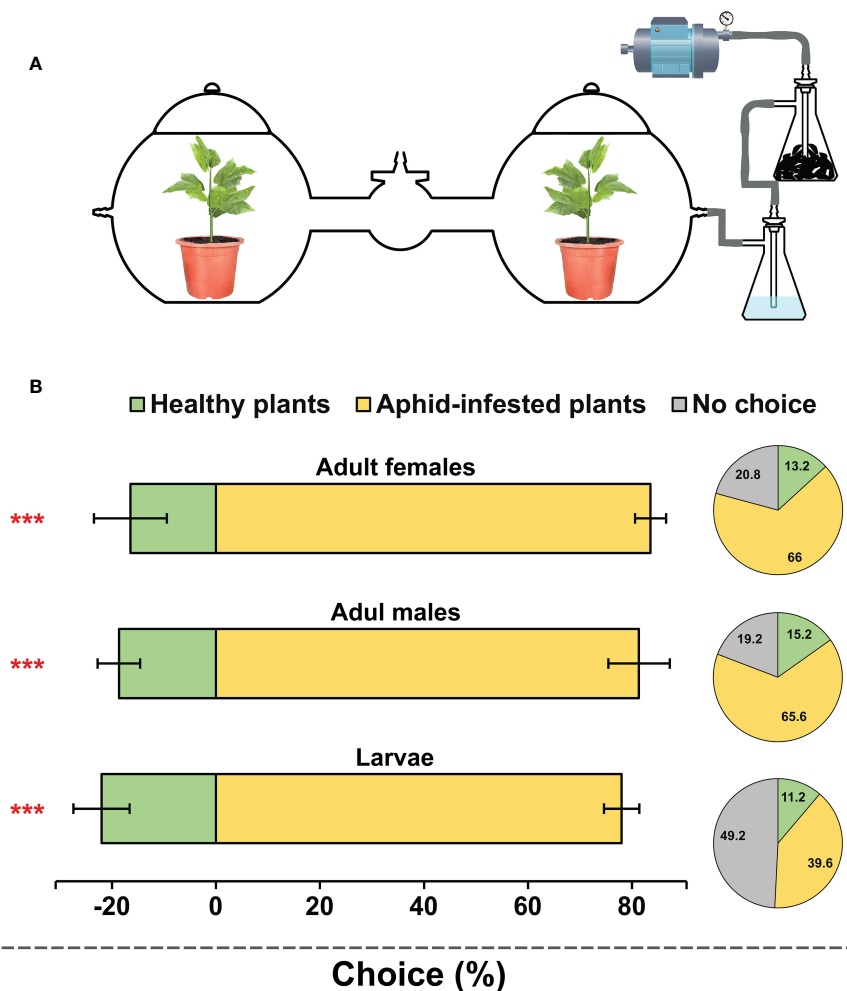 A
B
Healthy plants Aphid-infested plants No choice
Adult females
***
20.8 13.2
66
Adul males
***
19.2 15.2
65.6
Larvae
***
11.2
49.2
39.6
-20 0 20 40 60 80
Choice (%)